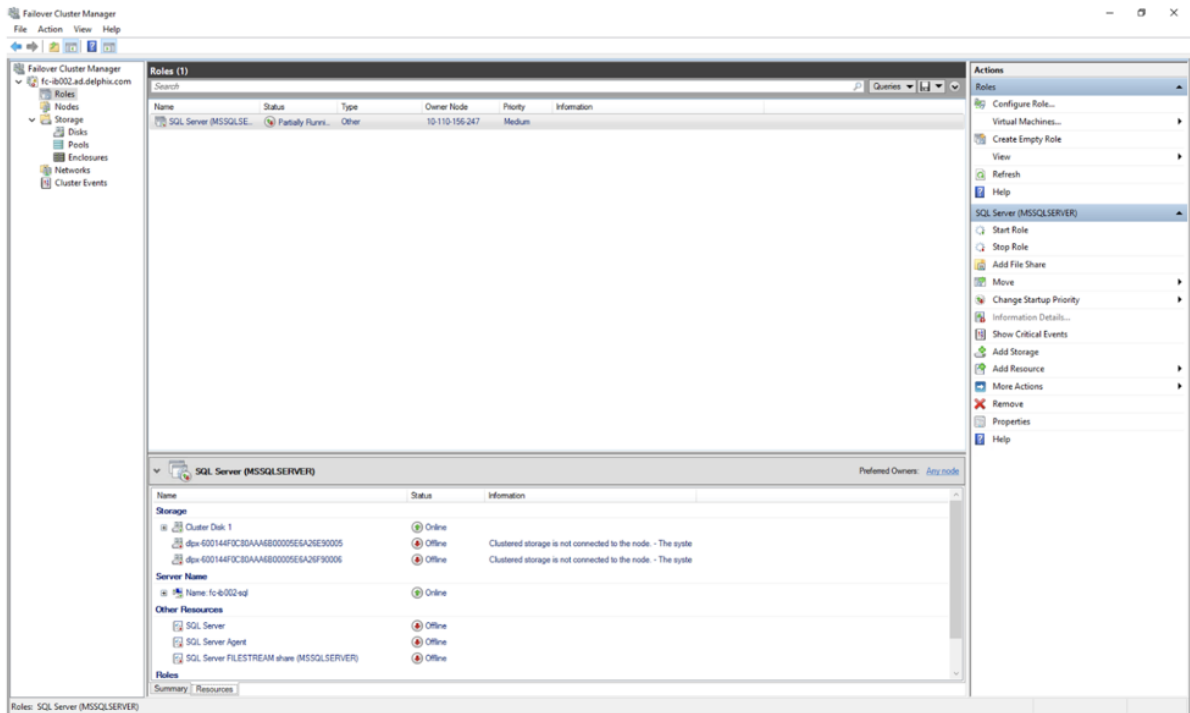 Failover Cluster Manager
File Action View Help
Failover Cluster Manager
fc-ib002.ad.delphix.com
Roles
Nodes
Storage
Disks
Pools
Enclosures
Networks
Cluster Events
Roles (1)
Search
Queries
Name Status Type Owner Node Priority Information
SQL Server (MSSQLSE... Partially Runni... Other 10-110-156-247 Medium
SQL Server (MSSQLSERVER) Preferred Owners: Any node
Name Status Information
Storage
Cluster Disk 1 Online
dlpx-600144F0C80AAA6B00005E6A26E90005 Offline Clustered storage is not connected to the node. - The syste
dlpx-600144F0C80AAA6B00005E6A26F90006 Offline Clustered storage is not connected to the node. - The syste
Server Name
Name: fc-ib002-sql Online
Other Resources
SQL Server Offline
SQL Server Agent Offline
SQL Server FILESTREAM share (MSSQLSERVER) Offline
Roles
Summary Resources
Actions
Roles
Configure Role...
Virtual Machines...
Create Empty Role
View
Refresh
Help
SQL Server (MSSQLSERVER)
Start Role
Stop Role
Add File Share
Move
Change Startup Priority
Information Details...
Show Critical Events
Add Storage
Add Resource
More Actions
Remove
Properties
Help
Roles: SQL Server (MSSQLSERVER)